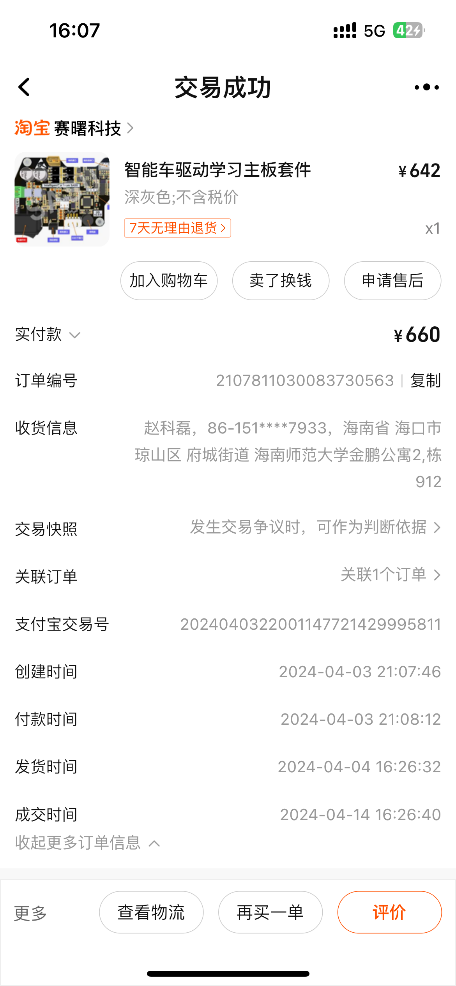 16:07
5G 42
交易成功
淘宝 赛曙科技
智能车驱动学习主板套件 ¥642
深灰色;不含税价
7天无理由退货 x1
加入购物车 卖了换钱 申请售后
实付款 ¥660
订单编号 2107811030083730563 | 复制
收货信息 赵科磊，86-151****7933，海南省 海口市
琼山区 府城街道 海南师范大学金鹏公寓2,栋
912
交易快照 发生交易争议时，可作为判断依据
关联订单 关联1个订单
支付宝交易号 2024040322001147721429995811
创建时间 2024-04-03 21:07:46
付款时间 2024-04-03 21:08:12
发货时间 2024-04-04 16:26:32
成交时间 2024-04-14 16:26:40
收起更多订单信息
更多 查看物流 再买一单 评价